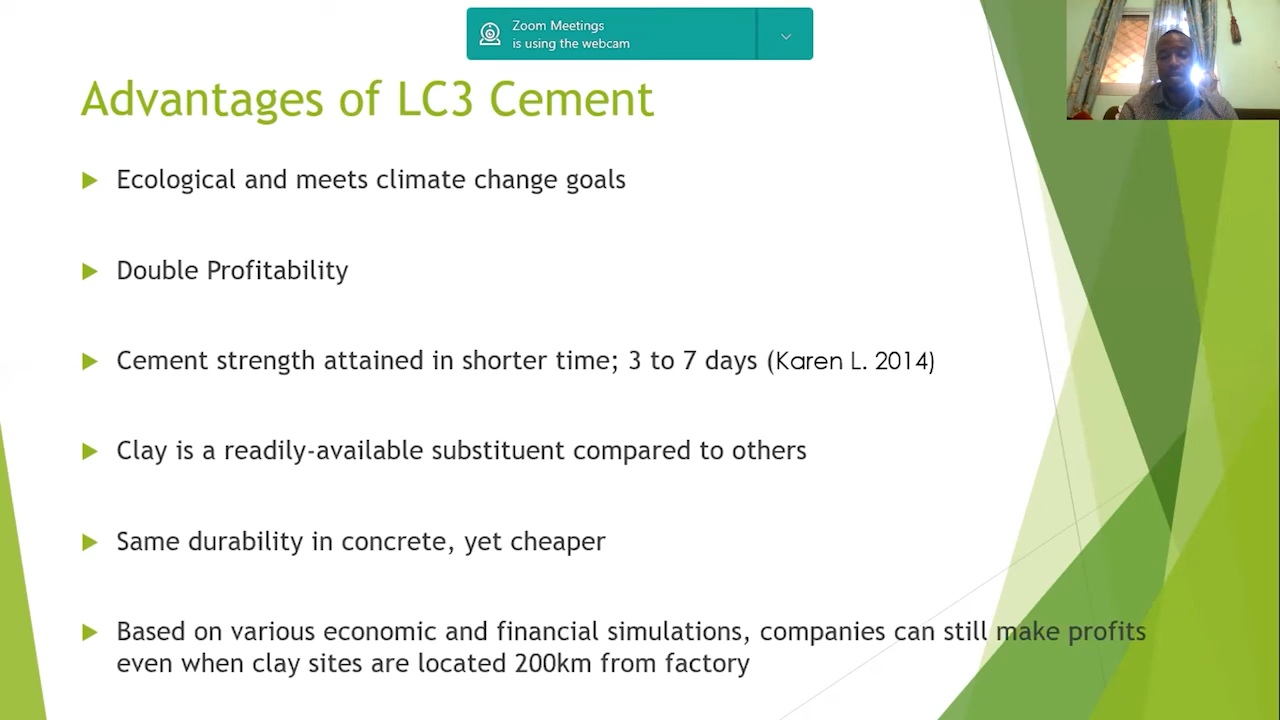 Zoom Meetings
is using the webcam
Advantages of LC3 Cement
Ecological and meets climate change goals
Double Profitability
Cement strength attained in shorter time; 3 to 7 days (Karen L. 2014)
Clay is a readily-available substituent compared to others
Same durability in concrete, yet cheaper
Based on various economic and financial simulations, companies can still make profits
even when clay sites are located 200km from factory